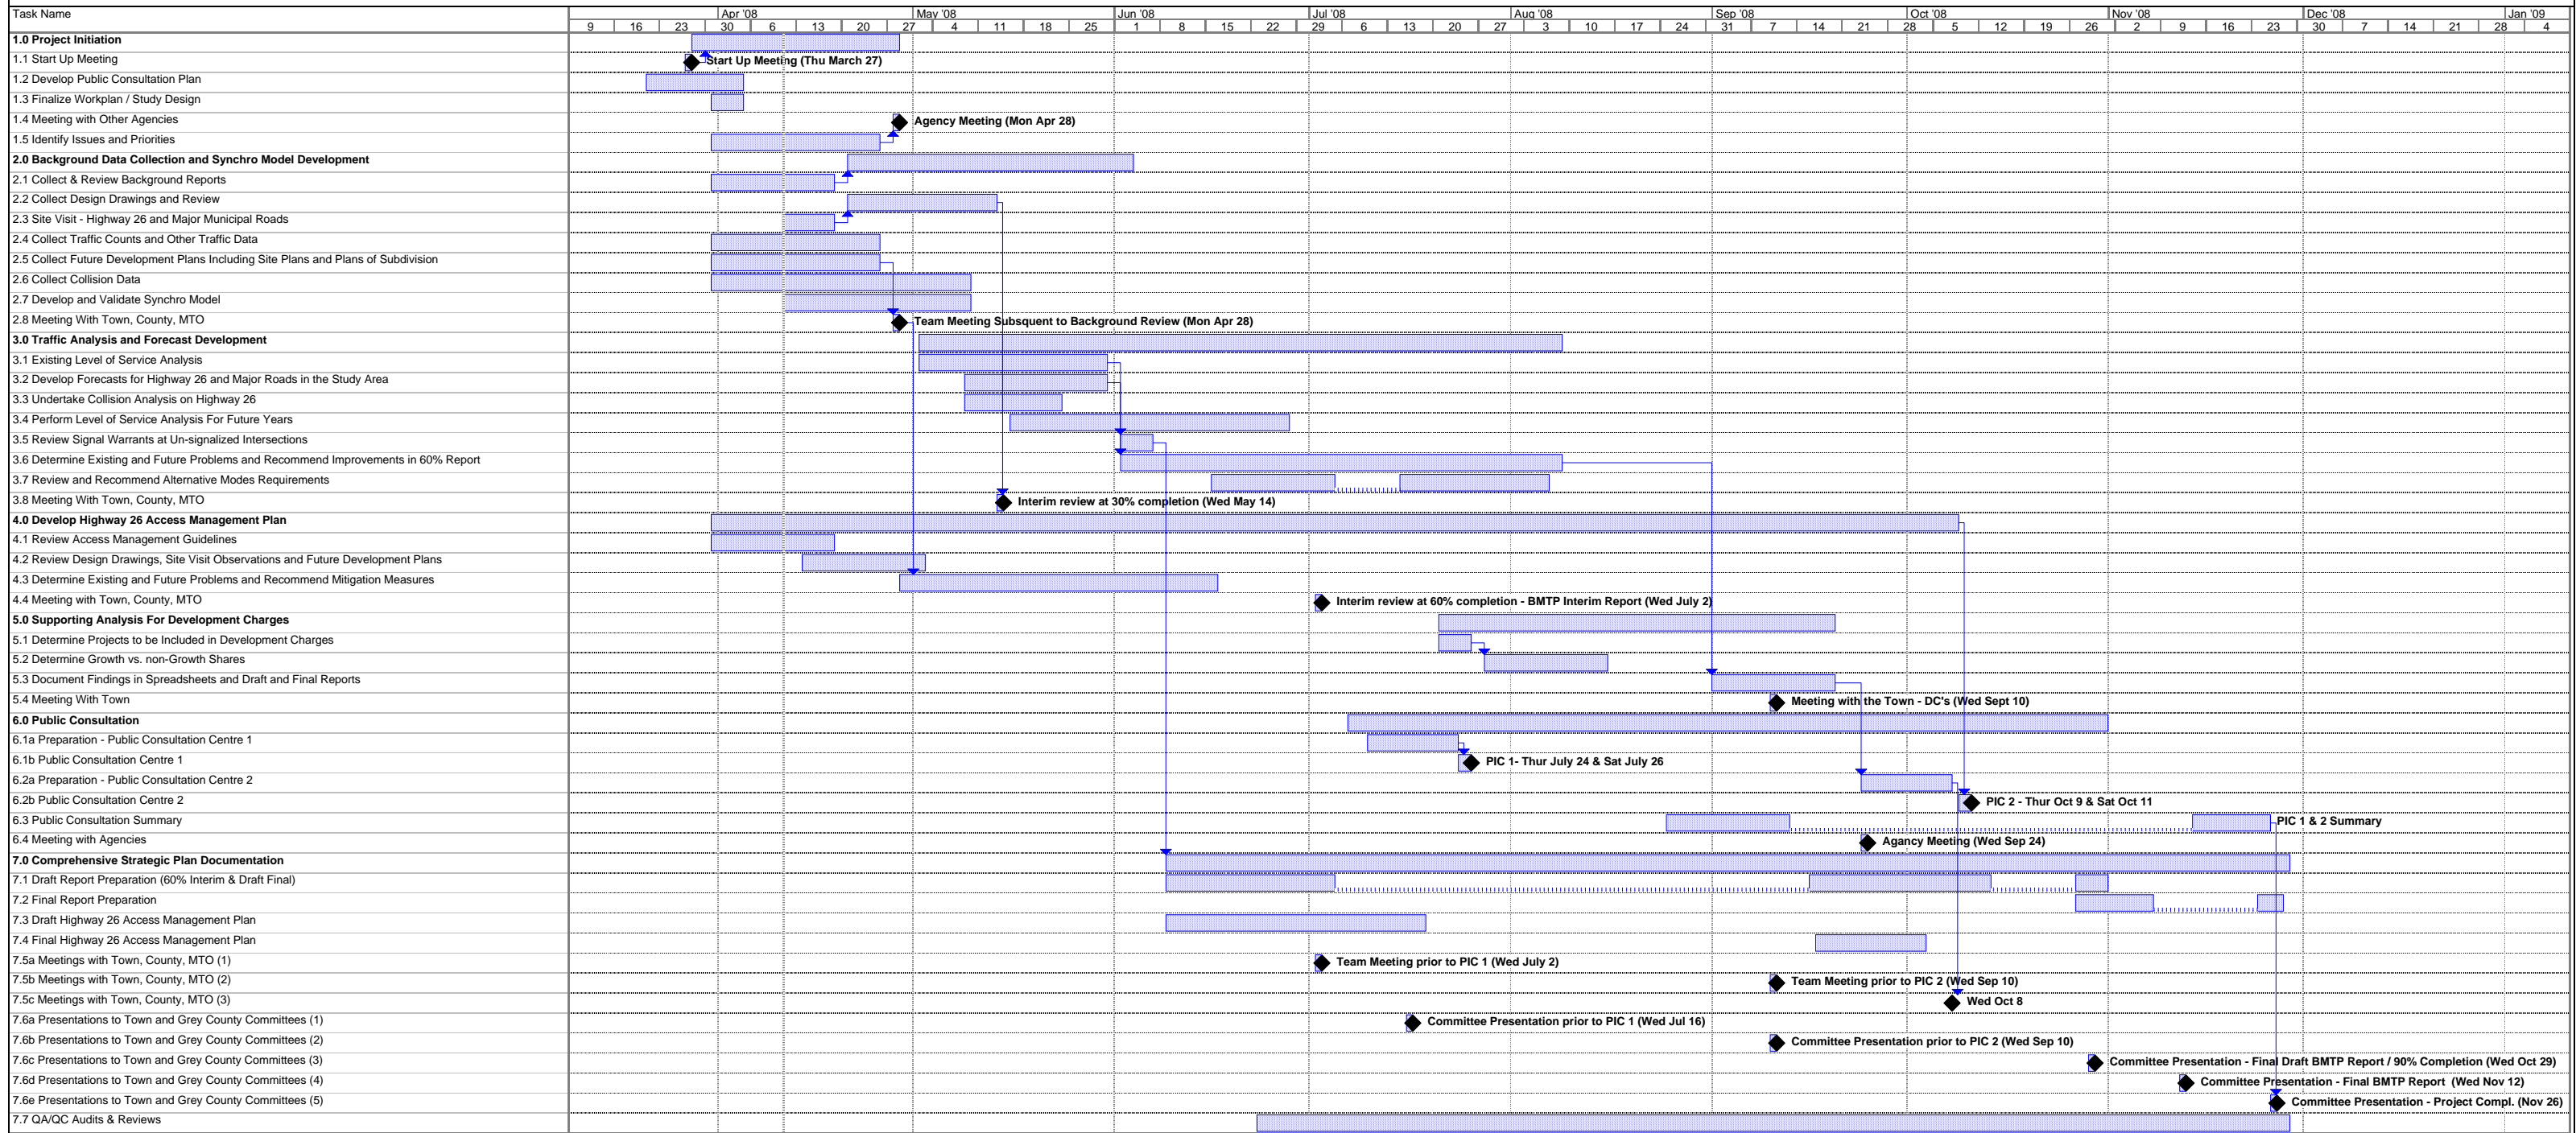 Task Name
Apr '08 May '08 Jun '08 Jul '08 Aug '08 Sep '08 Oct '08 Nov '08 Dec '08 Jan '09
9 16 23 30 6 13 20 27 4 11 18 25 1 8 15 22 29 6 13 20 27 3 10 17 24 31 7 14 21 28 5 12 19 26 2 9 16 23 30 7 14 21 28 4
1.0 Project Initiation
1.1 Start Up Meeting Start Up Meeting (Thu March 27)
1.2 Develop Public Consultation Plan
1.3 Finalize Workplan / Study Design
1.4 Meeting with Other Agencies Agency Meeting (Mon Apr 28)
1.5 Identify Issues and Priorities
2.0 Background Data Collection and Synchro Model Development
2.1 Collect & Review Background Reports
2.2 Collect Design Drawings and Review
2.3 Site Visit - Highway 26 and Major Municipal Roads
2.4 Collect Traffic Counts and Other Traffic Data
2.5 Collect Future Development Plans Including Site Plans and Plans of Subdivision
2.6 Collect Collision Data
2.7 Develop and Validate Synchro Model
2.8 Meeting With Town, County, MTO Team Meeting Subsquent to Background Review (Mon Apr 28)
3.0 Traffic Analysis and Forecast Development
3.1 Existing Level of Service Analysis
3.2 Develop Forecasts for Highway 26 and Major Roads in the Study Area
3.3 Undertake Collision Analysis on Highway 26
3.4 Perform Level of Service Analysis For Future Years
3.5 Review Signal Warrants at Un-signalized Intersections
3.6 Determine Existing and Future Problems and Recommend Improvements in 60% Report
3.7 Review and Recommend Alternative Modes Requirements
3.8 Meeting With Town, County, MTO Interim review at 30% completion (Wed May 14)
4.0 Develop Highway 26 Access Management Plan
4.1 Review Access Management Guidelines
4.2 Review Design Drawings, Site Visit Observations and Future Development Plans
4.3 Determine Existing and Future Problems and Recommend Mitigation Measures
4.4 Meeting with Town, County, MTO Interim review at 60% completion - BMTP Interim Report (Wed July 2)
5.0 Supporting Analysis For Development Charges
5.1 Determine Projects to be Included in Development Charges
5.2 Determine Growth vs. non-Growth Shares
5.3 Document Findings in Spreadsheets and Draft and Final Reports
5.4 Meeting With Town Meeting with the Town - DC's (Wed Sept 10)
6.0 Public Consultation
6.1a Preparation - Public Consultation Centre 1
6.1b Public Consultation Centre 1 PIC 1- Thur July 24 & Sat July 26
6.2a Preparation - Public Consultation Centre 2
6.2b Public Consultation Centre 2 PIC 2 - Thur Oct 9 & Sat Oct 11
6.3 Public Consultation Summary PIC 1 & 2 Summary
6.4 Meeting with Agencies Agancy Meeting (Wed Sep 24)
7.0 Comprehensive Strategic Plan Documentation
7.1 Draft Report Preparation (60% Interim & Draft Final)
7.2 Final Report Preparation
7.3 Draft Highway 26 Access Management Plan
7.4 Final Highway 26 Access Management Plan
7.5a Meetings with Town, County, MTO (1) Team Meeting prior to PIC 1 (Wed July 2)
7.5b Meetings with Town, County, MTO (2) Team Meeting prior to PIC 2 (Wed Sep 10)
7.5c Meetings with Town, County, MTO (3) Wed Oct 8
7.6a Presentations to Town and Grey County Committees (1) Committee Presentation prior to PIC 1 (Wed Jul 16)
7.6b Presentations to Town and Grey County Committees (2) Committee Presentation prior to PIC 2 (Wed Sep 10)
7.6c Presentations to Town and Grey County Committees (3) Committee Presentation - Final Draft BMTP Report / 90% Completion (Wed Oct 29)
7.6d Presentations to Town and Grey County Committees (4) Committee Presentation - Final BMTP Report (Wed Nov 12)
7.6e Presentations to Town and Grey County Committees (5) Committee Presentation - Project Compl. (Nov 26)
7.7 QA/QC Audits & Reviews